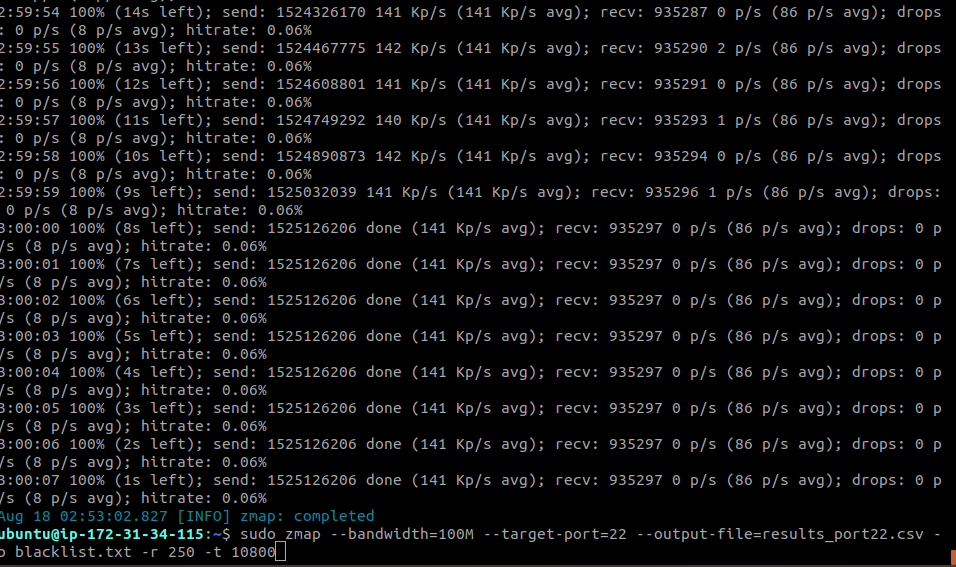 2:59:54 100% (14s left); send: 1524326170 141 Kp/s (141 Kp/s avg); recv: 935287 0 p/s (86 p/s avg); drops
: 0 p/s (8 p/s avg); hitrate: 0.06%
2:59:55 100% (13s left); send: 1524467775 142 Kp/s (141 Kp/s avg); recv: 935290 2 p/s (86 p/s avg); drops
: 0 p/s (8 p/s avg); hitrate: 0.06%
2:59:56 100% (12s left); send: 1524608801 141 Kp/s (141 Kp/s avg); recv: 935291 0 p/s (86 p/s avg); drops
: 0 p/s (8 p/s avg); hitrate: 0.06%
2:59:57 100% (11s left); send: 1524749292 140 Kp/s (141 Kp/s avg); recv: 935293 1 p/s (86 p/s avg); drops
: 0 p/s (8 p/s avg); hitrate: 0.06%
2:59:58 100% (10s left); send: 1524890873 142 Kp/s (141 Kp/s avg); recv: 935294 0 p/s (86 p/s avg); drops
: 0 p/s (8 p/s avg); hitrate: 0.06%
2:59:59 100% (9s left); send: 1525032039 141 Kp/s (141 Kp/s avg); recv: 935296 1 p/s (86 p/s avg); drops:
0 p/s (8 p/s avg); hitrate: 0.06%
3:00:00 100% (8s left); send: 1525126206 done (141 Kp/s avg); recv: 935297 0 p/s (86 p/s avg); drops: 0 p
/s (8 p/s avg); hitrate: 0.06%
3:00:01 100% (7s left); send: 1525126206 done (141 Kp/s avg); recv: 935297 0 p/s (86 p/s avg); drops: 0 p
/s (8 p/s avg); hitrate: 0.06%
3:00:02 100% (6s left); send: 1525126206 done (141 Kp/s avg); recv: 935297 0 p/s (86 p/s avg); drops: 0 p
/s (8 p/s avg); hitrate: 0.06%
3:00:03 100% (5s left); send: 1525126206 done (141 Kp/s avg); recv: 935297 0 p/s (86 p/s avg); drops: 0 p
/s (8 p/s avg); hitrate: 0.06%
3:00:04 100% (4s left); send: 1525126206 done (141 Kp/s avg); recv: 935297 0 p/s (86 p/s avg); drops: 0 p
/s (8 p/s avg); hitrate: 0.06%
3:00:05 100% (3s left); send: 1525126206 done (141 Kp/s avg); recv: 935297 0 p/s (86 p/s avg); drops: 0 p
/s (8 p/s avg); hitrate: 0.06%
3:00:06 100% (2s left); send: 1525126206 done (141 Kp/s avg); recv: 935297 0 p/s (86 p/s avg); drops: 0 p
/s (8 p/s avg); hitrate: 0.06%
3:00:07 100% (1s left); send: 1525126206 done (141 Kp/s avg); recv: 935297 0 p/s (86 p/s avg); drops: 0 p
/s (8 p/s avg); hitrate: 0.06%
Aug 18 02:53:02.827 [INFO] zmap: completed
ubuntu@ip-172-31-34-115:~$ sudo zmap --bandwidth=100M --target-port=22 --output-file=results_port22.csv -
b blacklist.txt -r 250 -t 10800